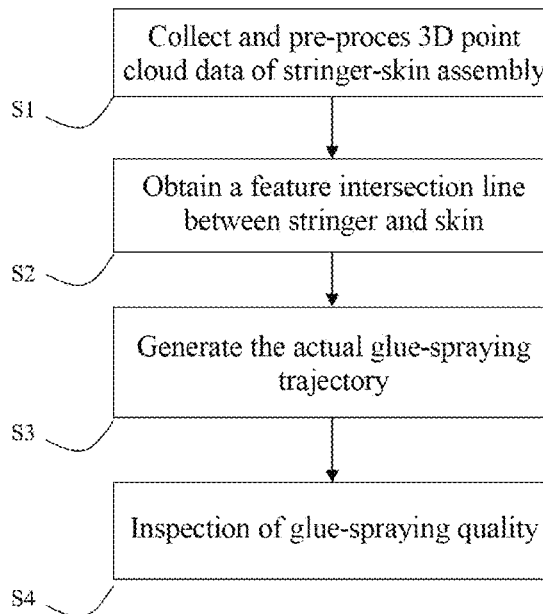 Collect and pre-proces 3D point
cloud data of stringer-skin assembly
S1
Obtain a feature intersection line
between stringer and skin
S2
Generate the actual glue-spraying
trajectory
S3
Inspection of glue-spraying quality
S4